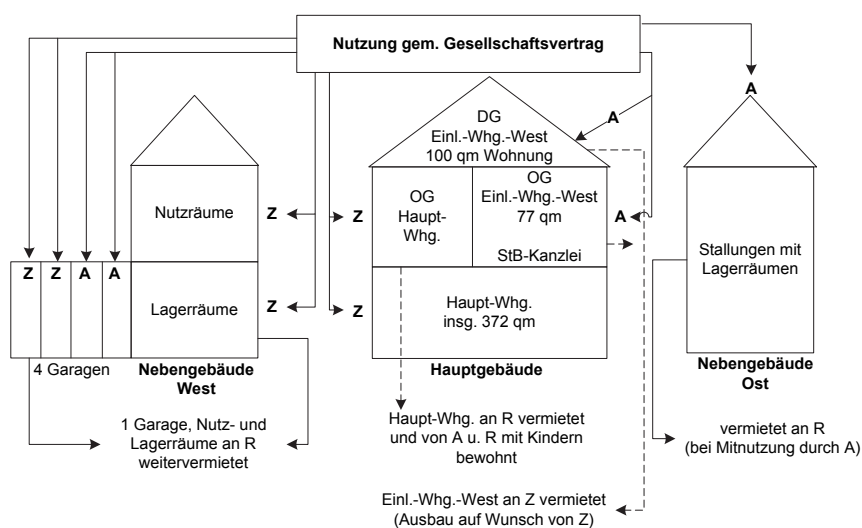 Nutzung gem. Gesellschaftsvertrag
A
A
DG
Einl.-Whg.-West
100 qm Wohnung
Nutzräume
Z
Z
OG
Haupt-
Whg.
OG
Einl.-Whg.-West
77 qm
StB-Kanzlei
A
Stallungen mit
Lagerräumen
Z
Z
A
A
Lagerräume
Z
Z
Haupt-Whg.
insg. 372 qm
4 Garagen
Nebengebäude
West
Hauptgebäude
Nebengebäude
Ost
1 Garage, Nutz- und
Lagerräume an R
weitervermietet
Haupt-Whg. an R vermietet
und von A u. R mit Kindern
bewohnt
vermietet an R
(bei Mitnutzung durch A)
Einl.-Whg.-West an Z vermietet
(Ausbau auf Wunsch von Z)